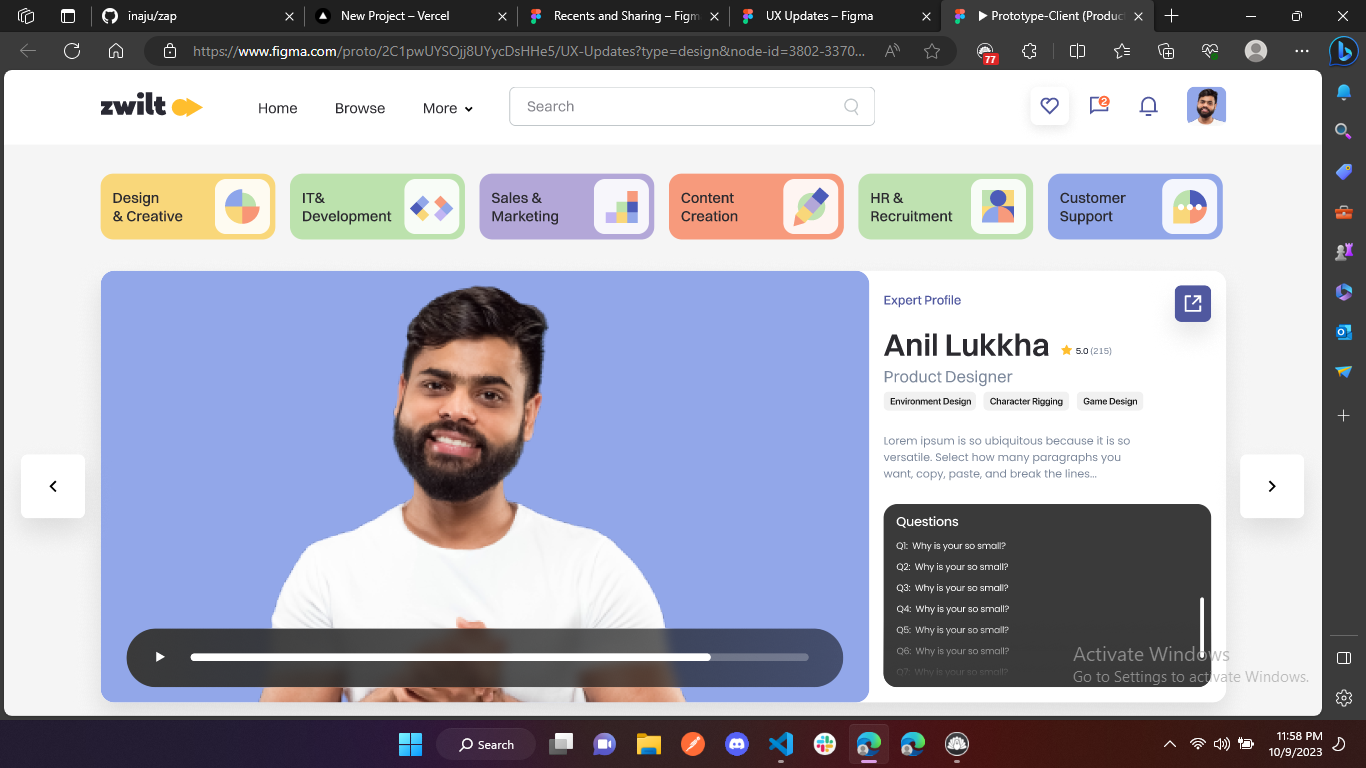 inaju/zap
New Project – Vercel
Recents and Sharing – Figm
UX Updates – Figma
▶ Prototype-Client (Produc
https://www.figma.com/proto/2C1pwUYSOjj8UYycDsHHe5/UX-Updates?type=design&node-id=3802-3370...
77
zwilt
Home
Browse
More
Search
2
Design
& Creative
IT&
Development
Sales &
Marketing
Content
Creation
HR &
Recruitment
Customer
Support
Expert Profile
Anil Lukkha
5.0 (215)
Product Designer
Environment Design
Character Rigging
Game Design
Lorem ipsum is so ubiquitous because it is so
versatile. Select how many paragraphs you
want, copy, paste, and break the lines...
Questions
Q1: Why is your so small?
Q2: Why is your so small?
Q3: Why is your so small?
Q4: Why is your so small?
Q5: Why is your so small?
Q6: Why is your so small?
Q7: Why is your so small?
Activate Windows
Go to Settings to activate Windows.
Search
11:58 PM
10/9/2023